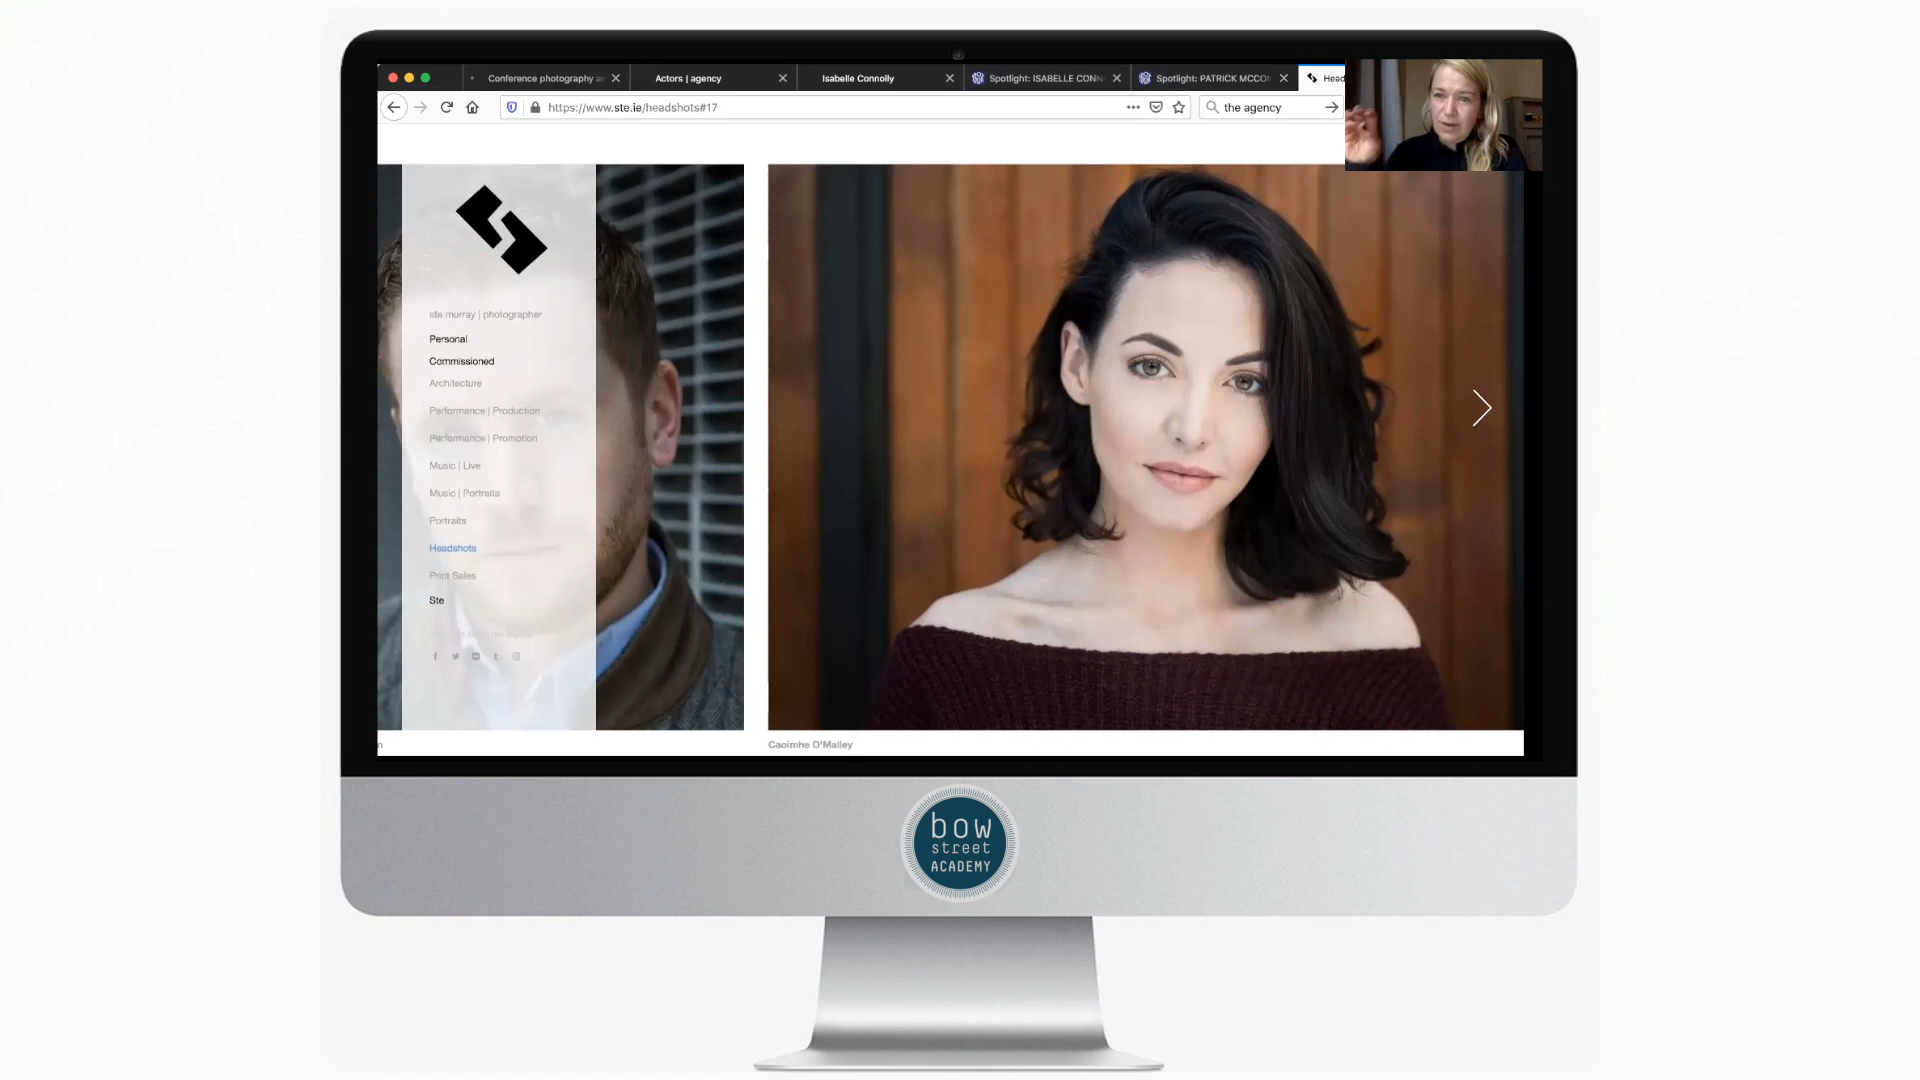 Conference photography a
Actors | agency
Isabelle Connolly
Spotlight: ISABELLE CONN
Spotlight: PATRICK MCCO
Head
https://www.ste.ie/headshots#17
the agency
ste murray | photographer
Personal
Commissioned
Architecture
Performance | Production
Performance | Promotion
Music | Live
Music | Portraits
Portraits
Headshots
Print Sales
Ste
n
Caoimhe O'Malley
bow
street
ACADEMY